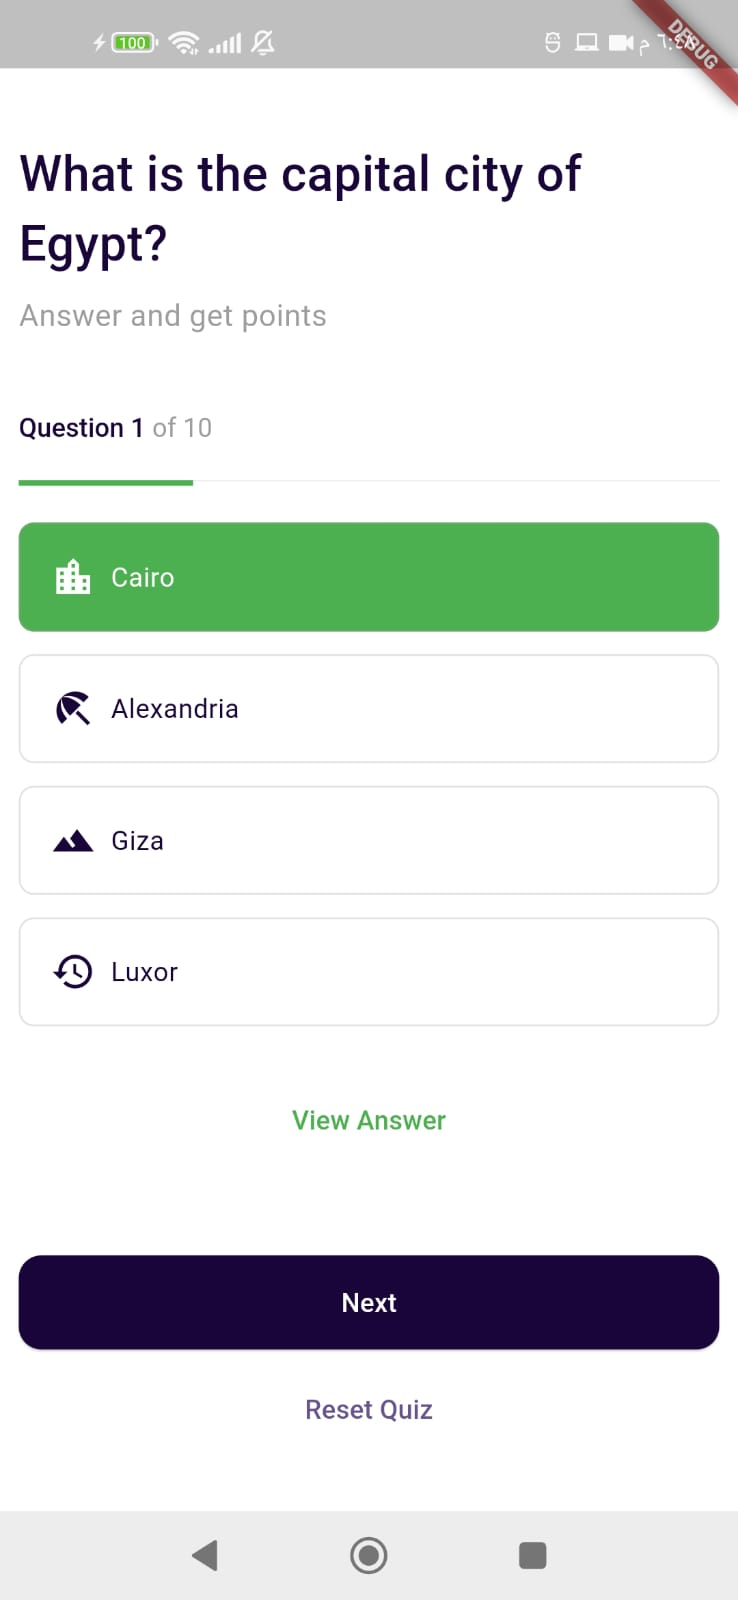 100
م ٦:٤٨
DEBUG
What is the capital city of
Egypt?
Answer and get points
Question 1 of 10
Cairo
Alexandria
Giza
Luxor
View Answer
Next
Reset Quiz